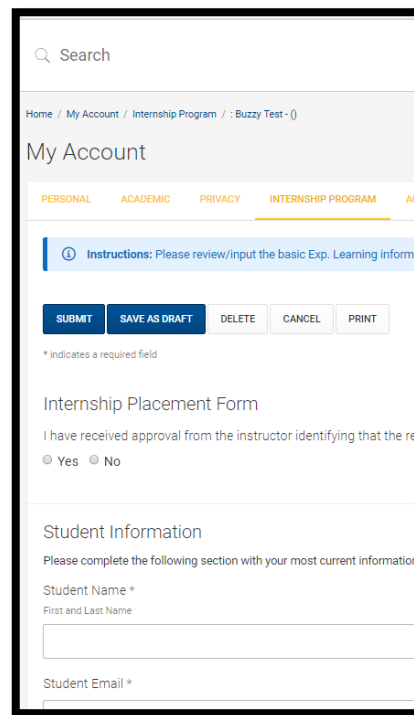 Search
Home / My Account / Internship Program / : Buzzy Test - ()
My Account
PERSONAL ACADEMIC PRIVACY INTERNSHIP PROGRAM
Instructions: Please review/input the basic Exp. Learning inform
SUBMIT SAVE AS DRAFT DELETE CANCEL PRINT
* indicates a required field
Internship Placement Form
I have received approval from the instructor identifying that the re
Yes No
Student Information
Please complete the following section with your most current information
Student Name *
First and Last Name
Student Email *